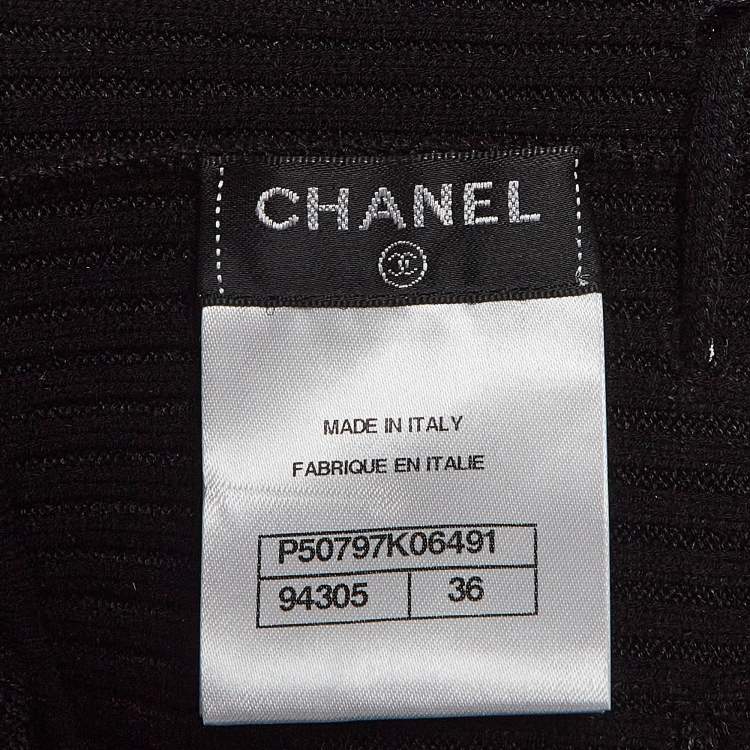 CHANEL
MADE IN ITALY
FABRIQUE EN ITALIE
P50797K06491
94305 36